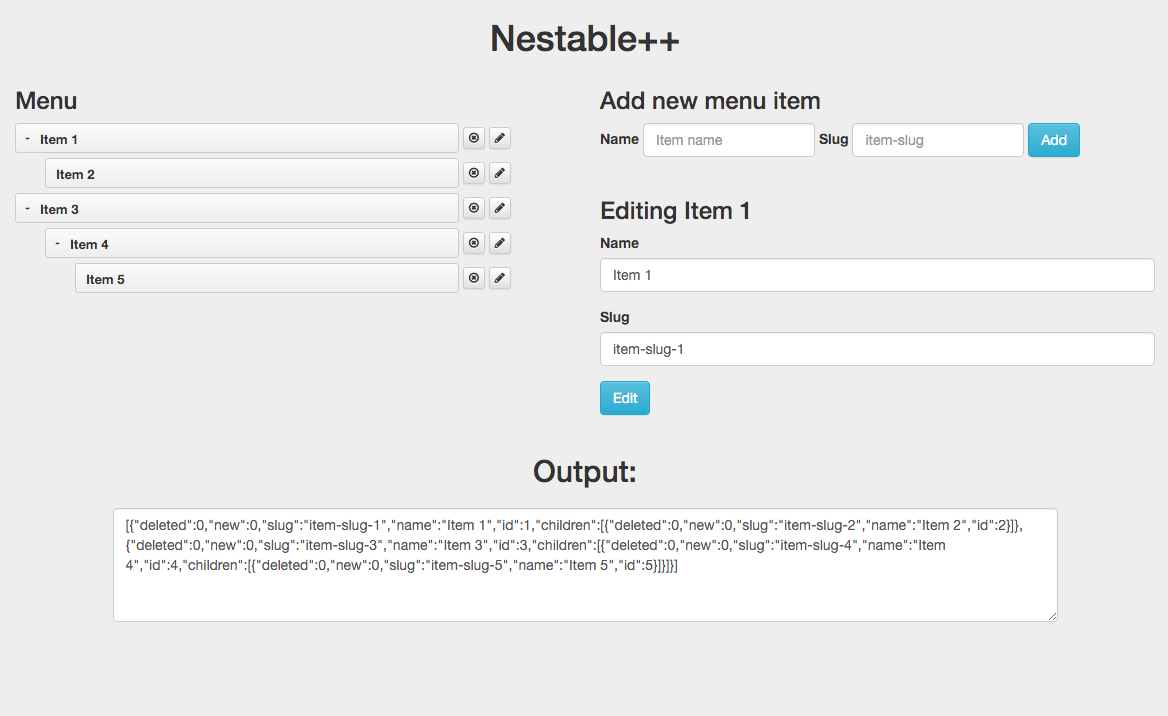 Nestable++
Menu
- Item 1
Item 2
- Item 3
- Item 4
Item 5
Add new menu item
Name Item name Slug item-slug Add
Editing Item 1
Name
Item 1
Slug
item-slug-1
Edit
Output:
[{"deleted":0,"new":0,"slug":"item-slug-1","name":"Item 1","id":1,"children":[{"deleted":0,"new":0,"slug":"item-slug-2","name":"Item 2","id":2}]},
{"deleted":0,"new":0,"slug":"item-slug-3","name":"Item 3","id":3,"children":[{"deleted":0,"new":0,"slug":"item-slug-4","name":"Item
4","id":4,"children":[{"deleted":0,"new":0,"slug":"item-slug-5","name":"Item 5","id":5}]}]}]